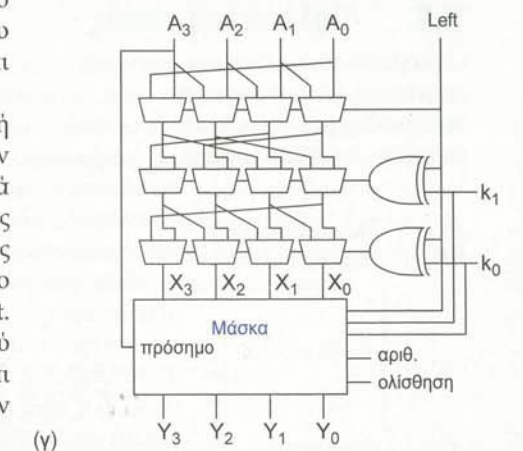 A3 A2 A1 A0 Left
k1
k0
X3 X2 X1 X0
Μάσκα
πρόσημο
αριθ.
ολίσθηση
Y3 Y2 Y1 Y0
(γ)